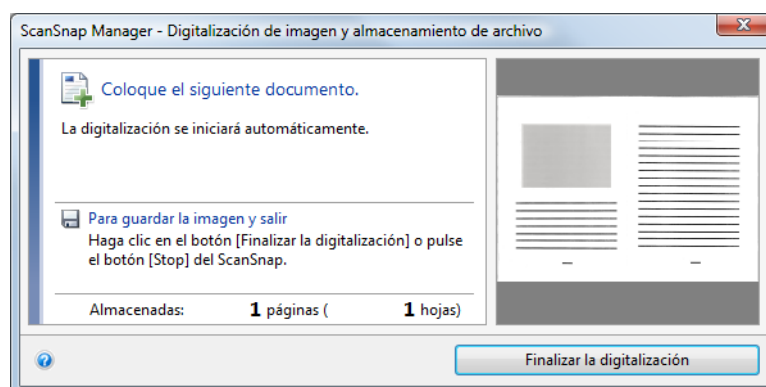 ScanSnap Manager - Digitalización de imagen y almacenamiento de archivo
Coloque el siguiente documento.
La digitalización se iniciará automáticamente.
Para guardar la imagen y salir
Haga clic en el botón [Finalizar la digitalización] o pulse
el botón [Stop] del ScanSnap.
Almacenadas: 1 páginas ( 1 hojas)
Finalizar la digitalización